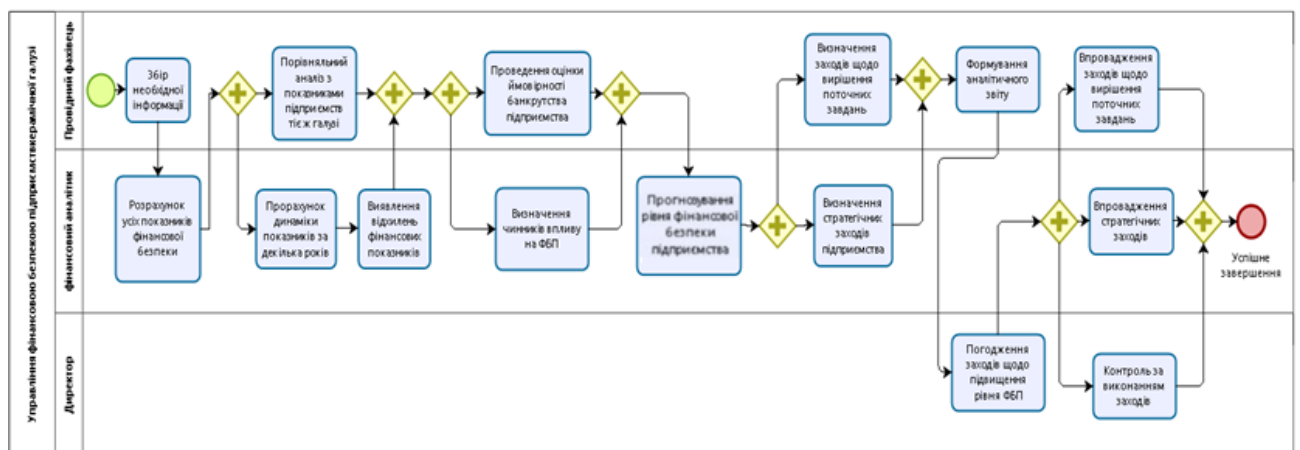 Управління фінансовою безпекою підприємствкерамічної галузі
Провідний фахівець
фінансовий аналітик
Директор
Збір
необхідної
інформації
Розрахунок
усіх показників
фінансової
безпеки
Порівняльний
аналіз з
показниками
підприємств
тієж галузі
Прорахунок
динаміки
показників за
декілька років
Виявлення
відхилень
фінансових
показників
Проведення оцінки
ймовірності
банкрутства
підприємства
Визначення
чинників впливу
на ФБП
Прогнозування
рівня фінансової
безпеки
підприємства
Визначення
заходів щодо
вирішення
поточних
завдань
Визначення
стратегічних
заходів
підприємства
Формування
аналітичного
звіту
Погодження
заходів щодо
підвищення
рівня ФБП
Впровадження
заходів щодо
вирішення
поточних
завдань
Впровадження
стратегічних
заходів
Контроль за
виконанням
заходів
Успішне
завершення